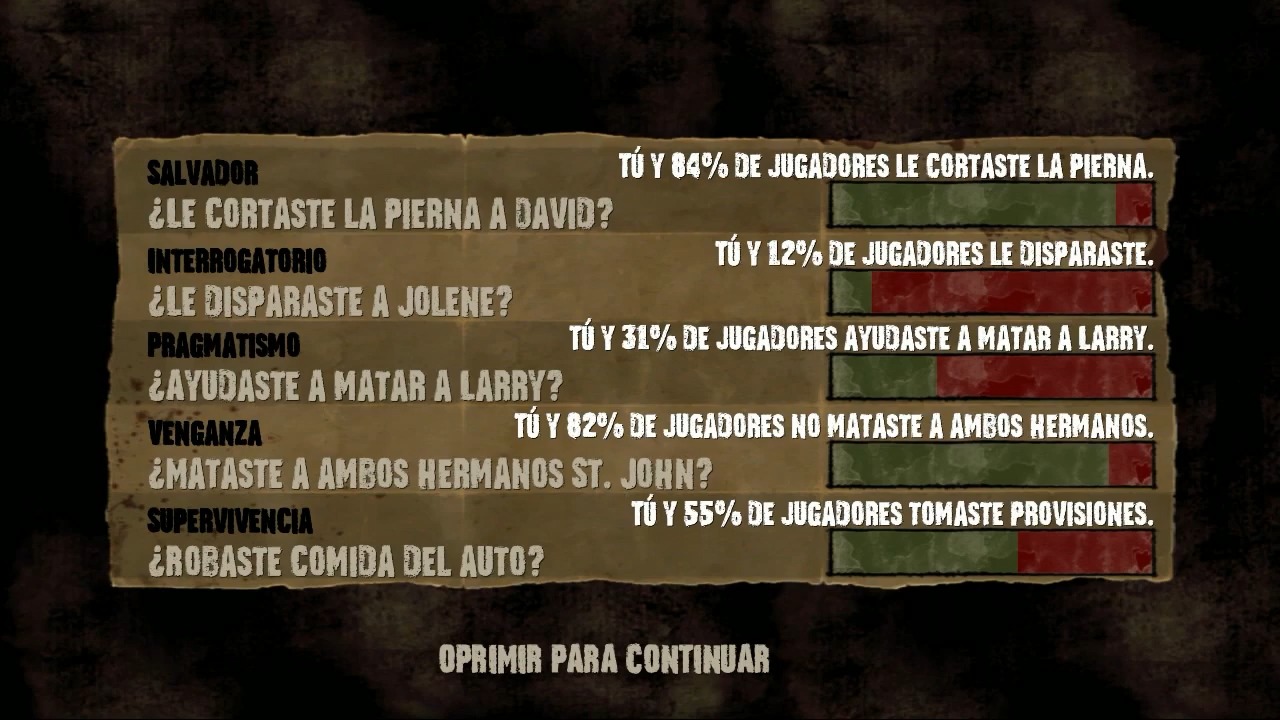 SALVADOR
TÚ Y 84% DE JUGADORES LE CORTASTE LA PIERNA.
¿LE CORTASTE LA PIERNA A DAVID?
INTERROGATORIO
TÚ Y 12% DE JUGADORES LE DISPARASTE.
¿LE DISPARASTE A JOLENE?
PRAGMATISMO
TÚ Y 31% DE JUGADORES AYUDASTE A MATAR A LARRY.
¿AYUDASTE A MATAR A LARRY?
VENGANZA
TÚ Y 82% DE JUGADORES NO MATASTE A AMBOS HERMANOS.
¿MATASTE A AMBOS HERMANOS ST. JOHN?
SUPERVIVENCIA
TÚ Y 55% DE JUGADORES TOMASTE PROVISIONES.
¿ROBASTE COMIDA DEL AUTO?
OPRIMIR PARA CONTINUAR